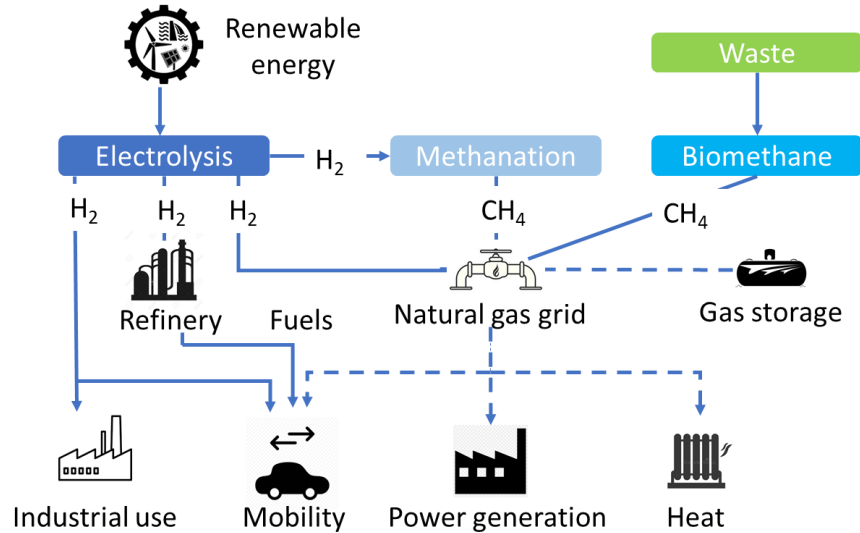 Renewable
energy
Waste
Electrolysis
H₂
Methanation
Biomethane
H₂
H₂
H₂
CH₄
CH₄
Refinery
Fuels
Natural gas grid
Gas storage
Industrial use
Mobility
Power generation
Heat